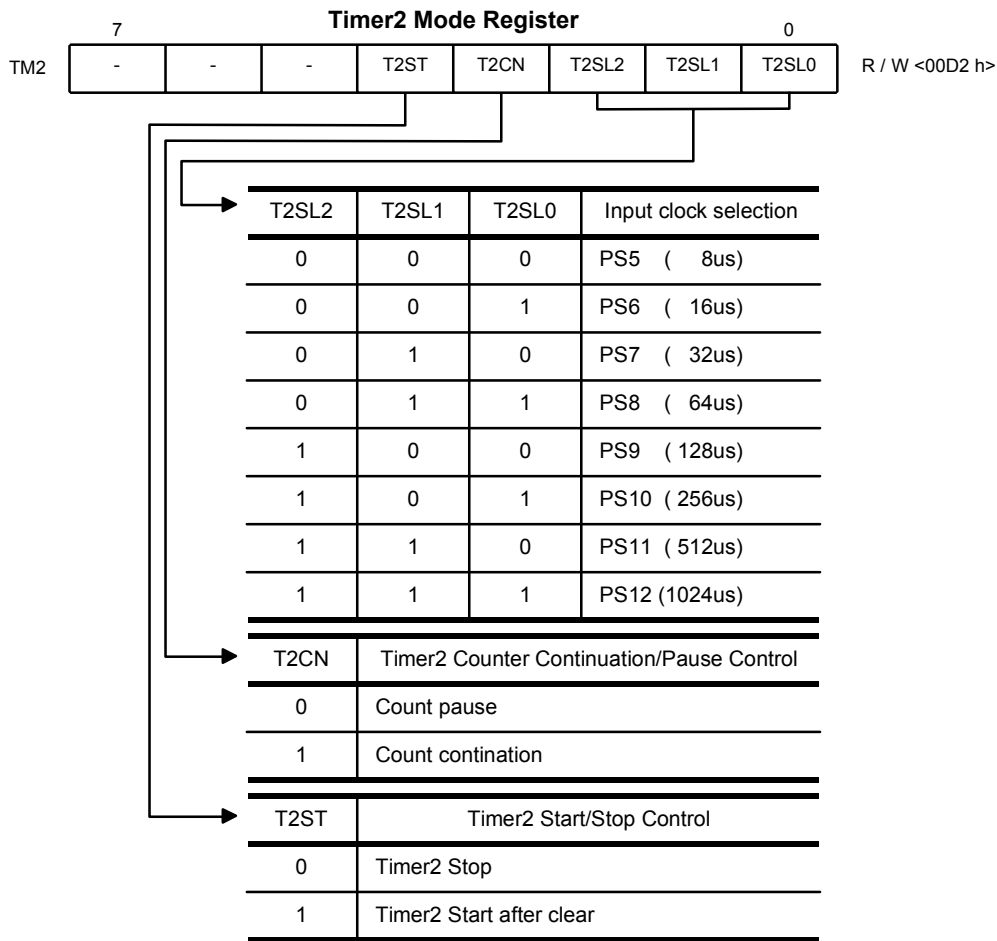 Timer2 Mode Register
7 0
TM2 - - - T2ST T2CN T2SL2 T2SL1 T2SL0 R / W <00D2 h>
T2SL2 T2SL1 T2SL0 Input clock selection
0 0 0 PS5 ( 8us)
0 0 1 PS6 ( 16us)
0 1 0 PS7 ( 32us)
0 1 1 PS8 ( 64us)
1 0 0 PS9 ( 128us)
1 0 1 PS10 ( 256us)
1 1 0 PS11 ( 512us)
1 1 1 PS12 (1024us)
T2CN Timer2 Counter Continuation/Pause Control
0 Count pause
1 Count contination
T2ST Timer2 Start/Stop Control
0 Timer2 Stop
1 Timer2 Start after clear